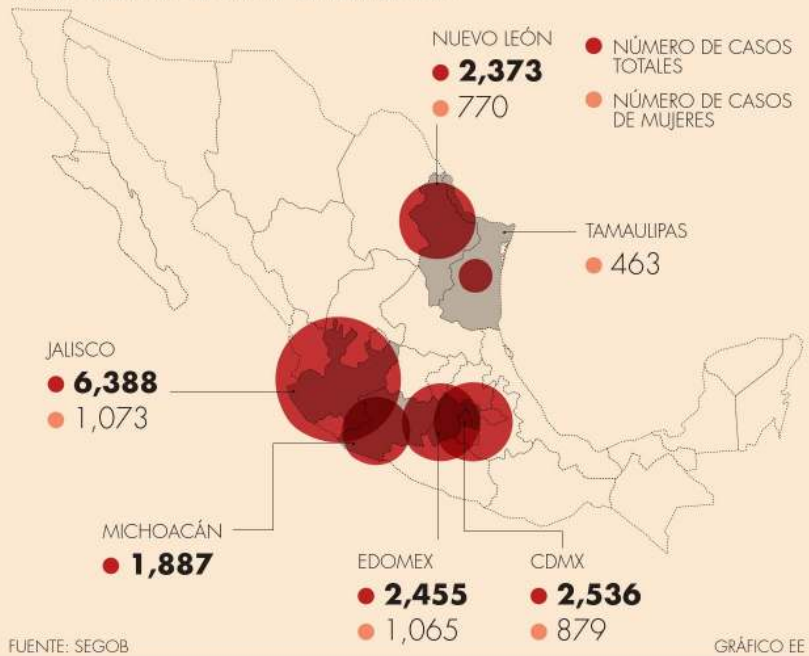 NUEVO LEÓN
2,373
770
NÚMERO DE CASOS
TOTALES
NÚMERO DE CASOS
DE MUJERES
TAMAULIPAS
463
JALISCO
6,388
1,073
MICHOACÁN
1,887
EDOMEX
2,455
1,065
CDMX
2,536
879
FUENTE: SEGOB
GRÁFICO EE